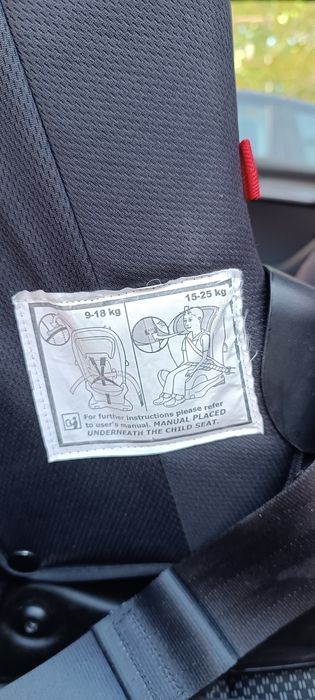 9-18 kg
15-25 kg
For further instructions please refer
to user's manual. MANUAL PLACED
UNDERNEATH THE CHILD SEAT.